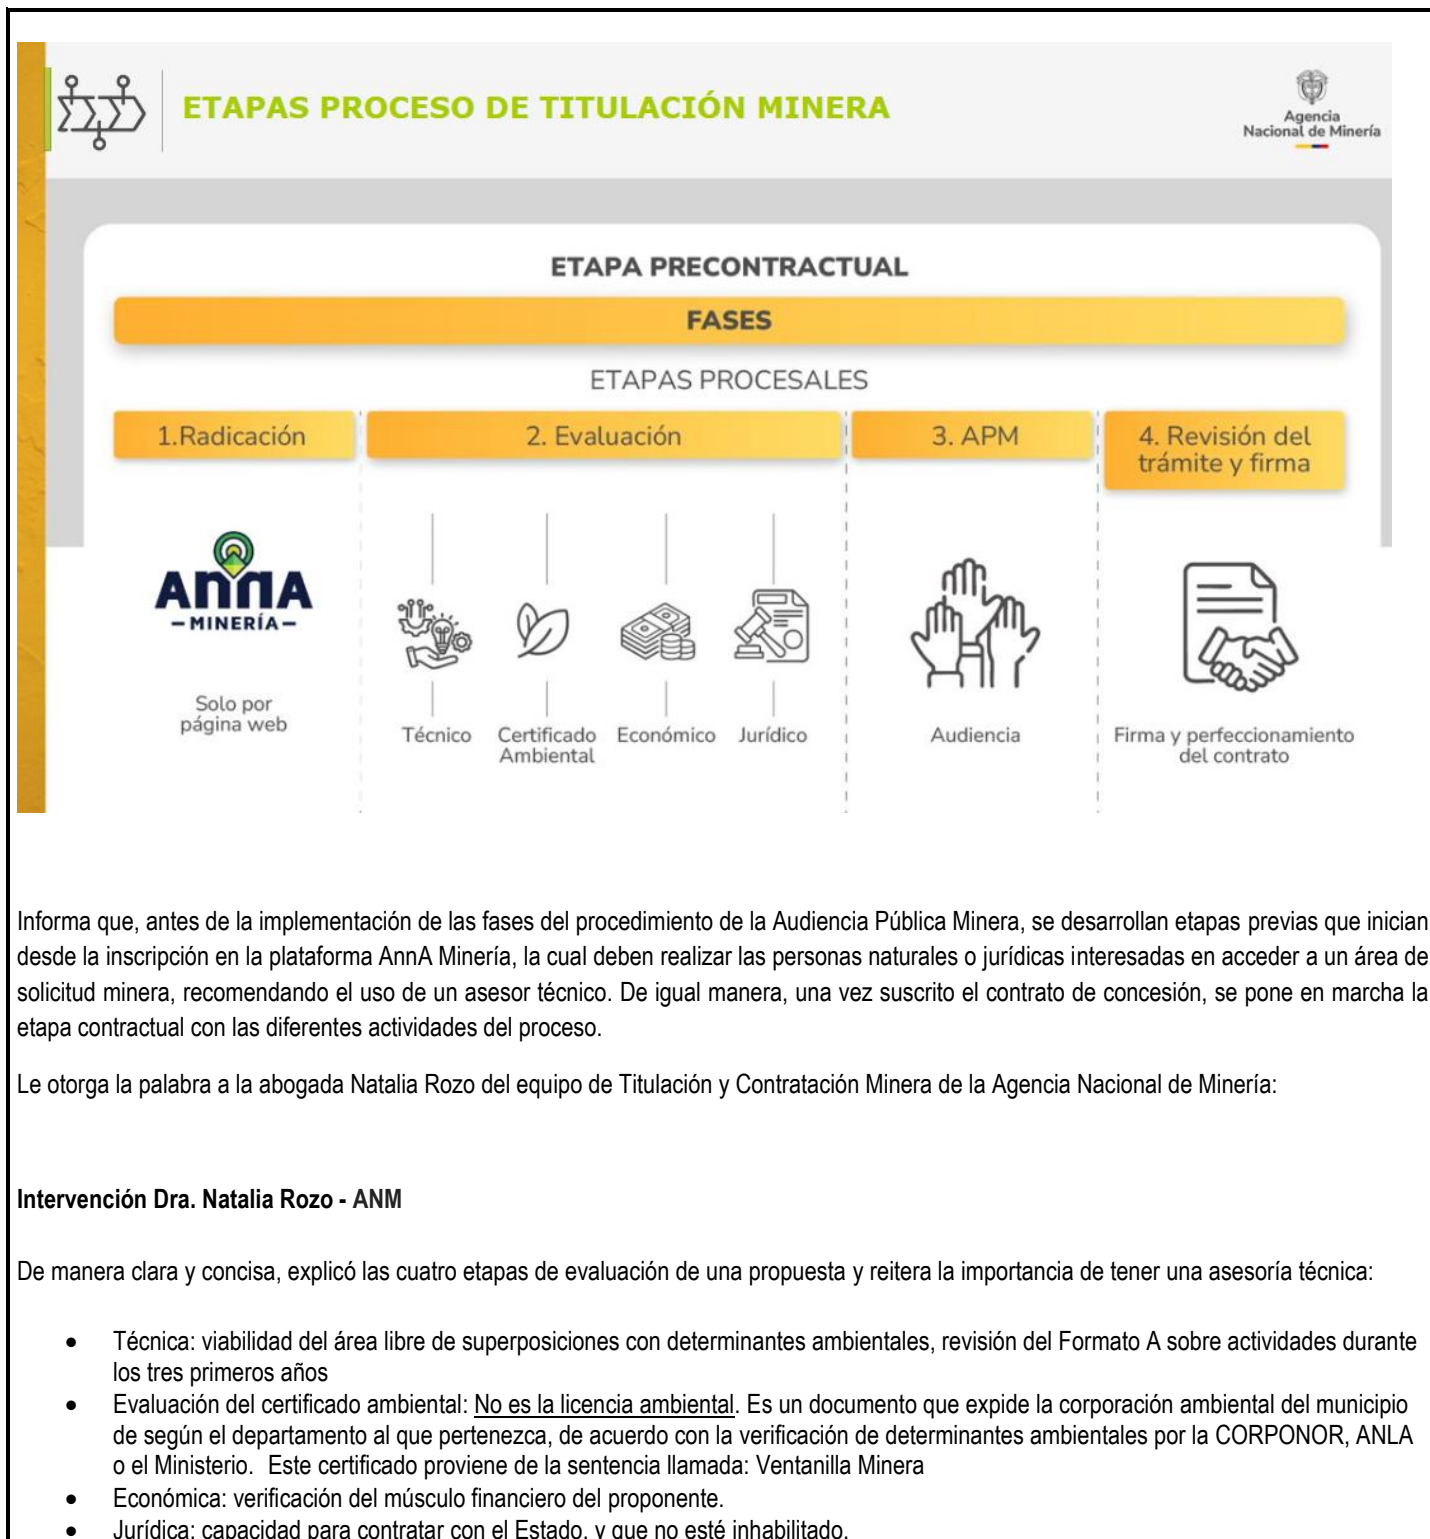 ETAPAS PROCESO DE TITULACIÓN MINERA
Agencia
Nacional de Minería
ETAPA PRECONTRACTUAL
FASES
ETAPAS PROCESALES
1.Radicación
2. Evaluación
3. APM
4. Revisión del
trámite y firma
ANNA
–MINERÍA–
Solo por
página web
Técnico
Certificado
Ambiental
Económico
Jurídico
Audiencia
Firma y perfeccionamiento
del contrato
Informa que, antes de la implementación de las fases del procedimiento de la Audiencia Pública Minera, se desarrollan etapas previas que inician
desde la inscripción en la plataforma AnnA Minería, la cual deben realizar las personas naturales o jurídicas interesadas en acceder a un área de
solicitud minera, recomendando el uso de un asesor técnico. De igual manera, una vez suscrito el contrato de concesión, se pone en marcha la
etapa contractual con las diferentes actividades del proceso.
Le otorga la palabra a la abogada Natalia Rozo del equipo de Titulación y Contratación Minera de la Agencia Nacional de Minería:
Intervención Dra. Natalia Rozo - ANM
De manera clara y concisa, explicó las cuatro etapas de evaluación de una propuesta y reitera la importancia de tener una asesoría técnica:
• Técnica: viabilidad del área libre de superposiciones con determinantes ambientales, revisión del Formato A sobre actividades durante
los tres primeros años
• Evaluación del certificado ambiental: No es la licencia ambiental. Es un documento que expide la corporación ambiental del municipio
de según el departamento al que pertenezca, de acuerdo con la verificación de determinantes ambientales por la CORPONOR, ANLA
o el Ministerio. Este certificado proviene de la sentencia llamada: Ventanilla Minera
• Económica: verificación del músculo financiero del proponente.
• Jurídica: capacidad para contratar con el Estado, y que no esté inhabilitado.